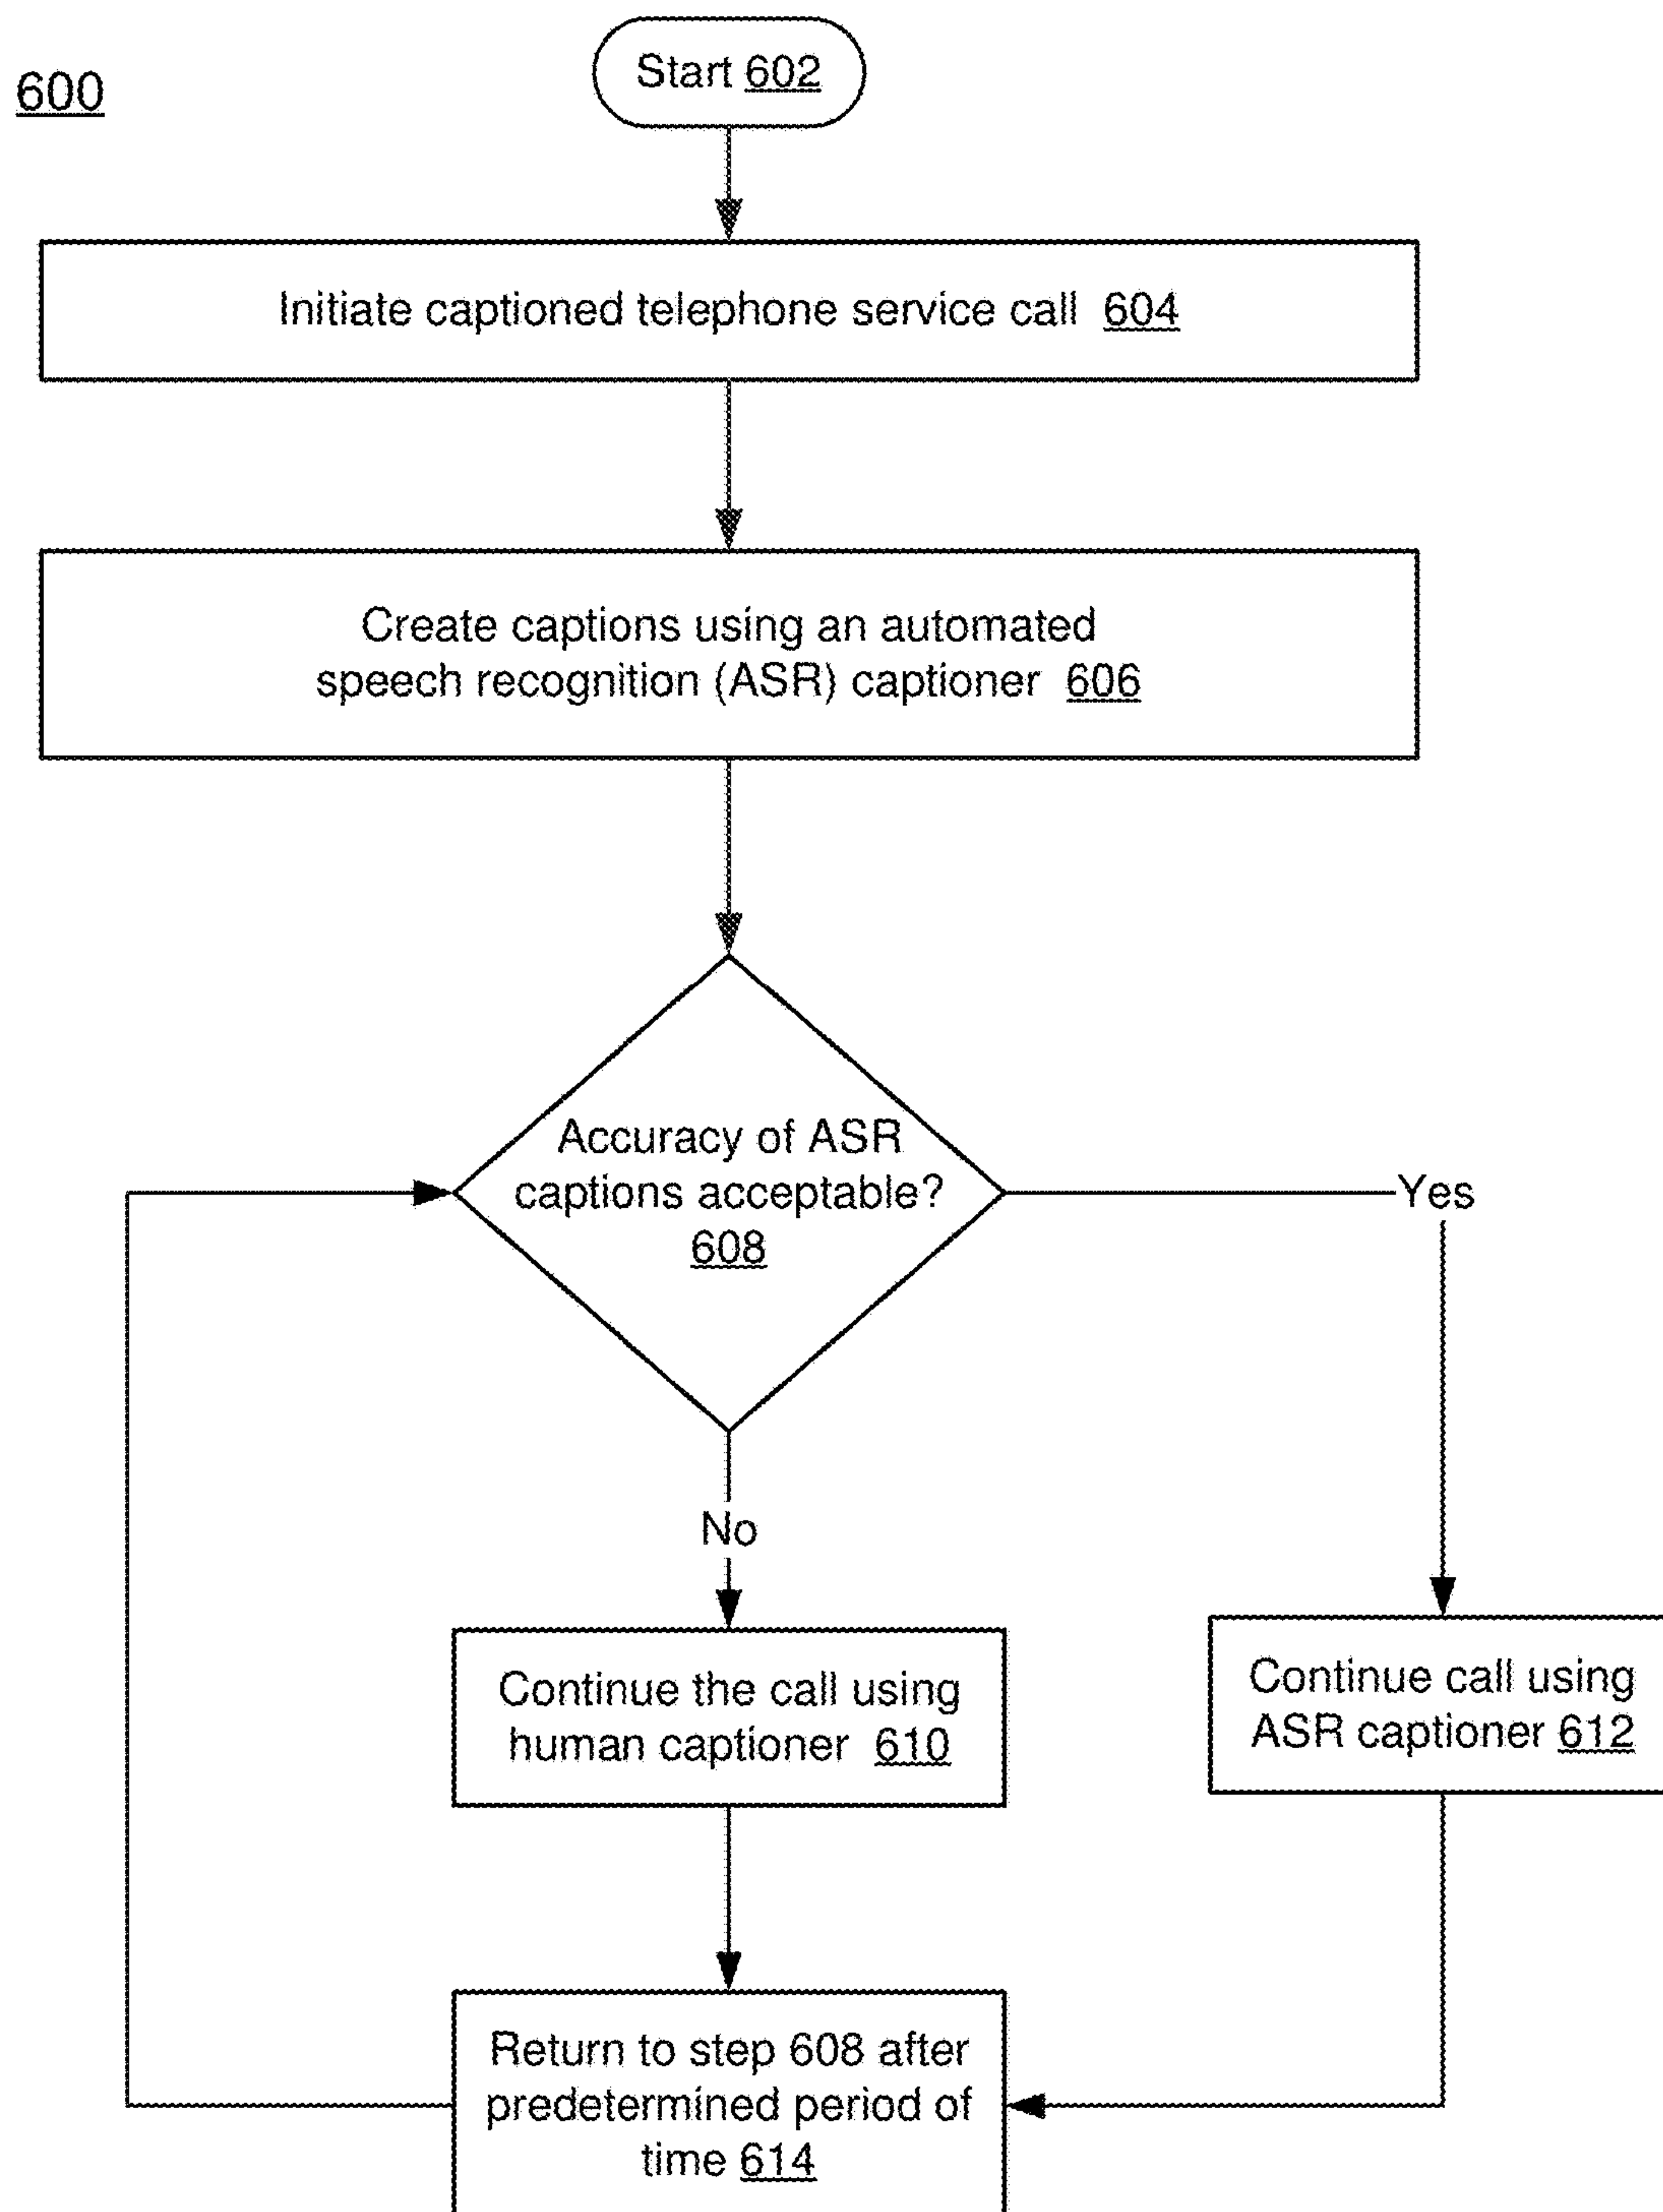 600
Start 602
Initiate captioned telephone service call 604
Create captions using an automated
speech recognition (ASR) captioner 606
Accuracy of ASR
captions acceptable?
608
Yes
No
Continue the call using
human captioner 610
Continue call using
ASR captioner 612
Return to step 608 after
predetermined period of
time 614